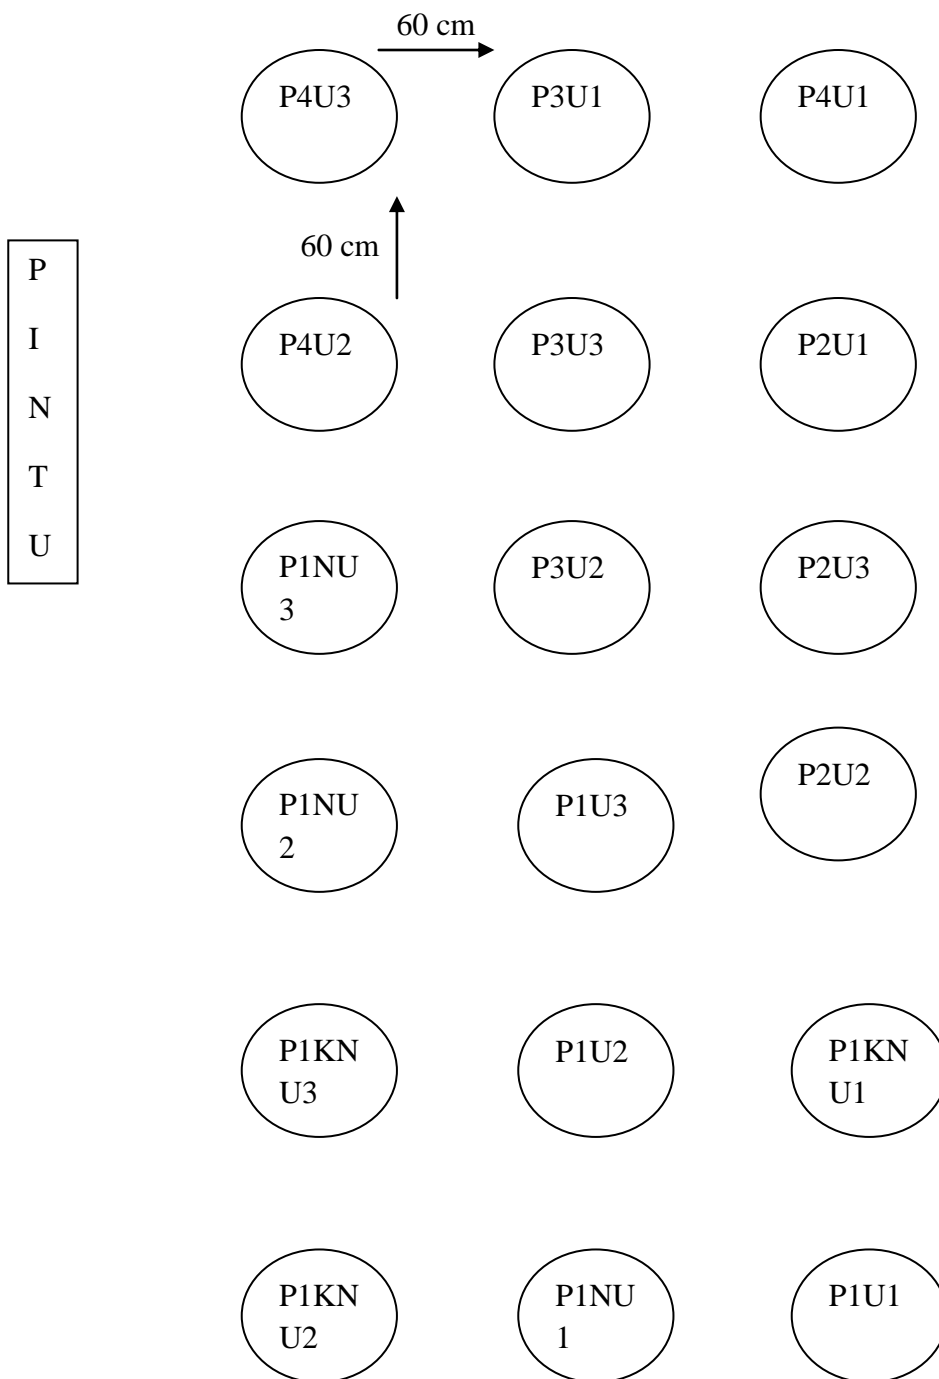 60 cm
P4U3
P3U1
P4U1
60 cm
P
I
N
T
U
P4U2
P3U3
P2U1
P1NU
3
P3U2
P2U3
P1NU
2
P1U3
P2U2
P1KN
U3
P1U2
P1KN
U1
P1KN
U2
P1NU
1
P1U1